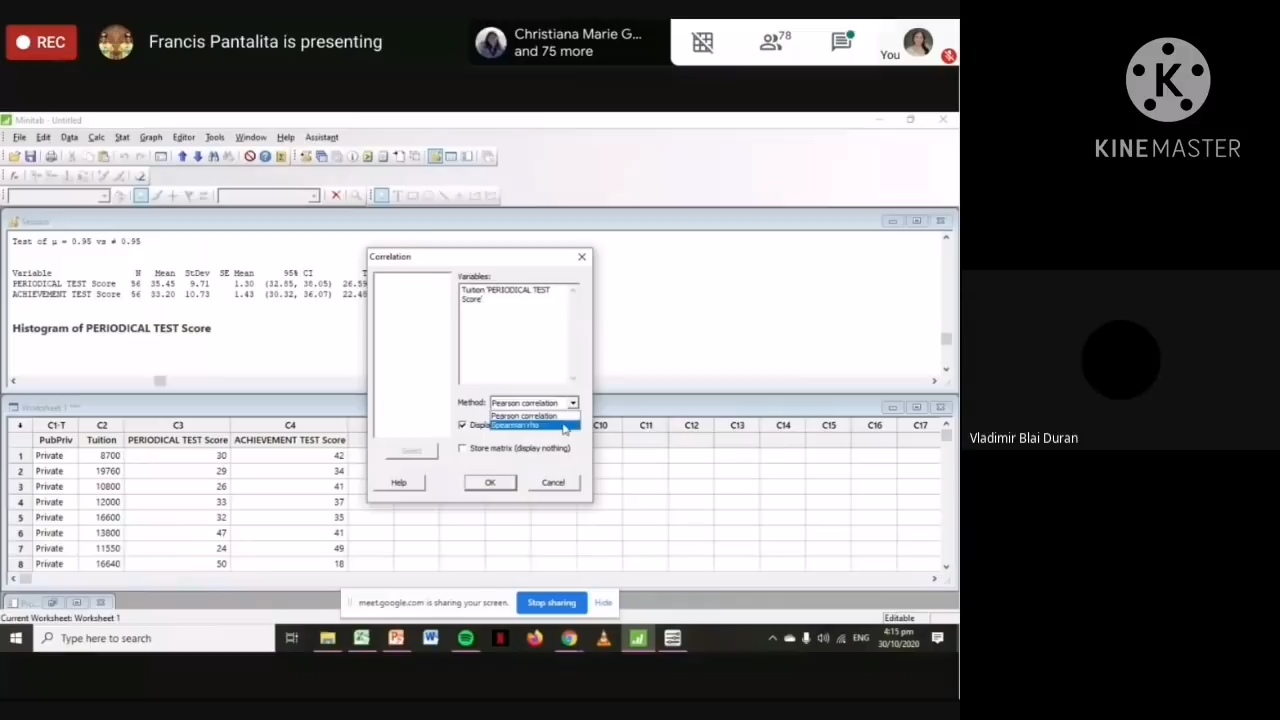 REC
Francis Pantalita is presenting
Christiana Marie G...
and 75 more
78
You
K
KINEMASTER
Minitab - Untitled
File Edit Data Calc Stat Graph Editor Tools Window Help Assistant
Session
Test of μ = 0.95 vs ≠ 0.95
Variable N Mean StDev SE Mean 95% CI T
PERIODICAL TEST Score 56 35.45 9.71 1.30 (32.85, 38.05) 26.59
ACHIEVEMENT TEST Score 56 33.20 10.73 1.43 (30.32, 36.07) 22.48
Histogram of PERIODICAL TEST Score
Correlation
Variables:
Tuition 'PERIODICAL TEST
Score'
Method: Pearson correlation
Pearson correlation
Spearman rho
Displa
Select
Store matrix (display nothing)
Help OK Cancel
Worksheet 1 ***
C1-T C2 C3 C4 C10 C11 C12 C13 C14 C15 C16 C17
PubPriv Tuition PERIODICAL TEST Score ACHIEVEMENT TEST Score
1 Private 8700 30 42
2 Private 19760 29 34
3 Private 10800 26 41
4 Private 12000 33 37
5 Private 16600 32 35
6 Private 13800 47 41
7 Private 11550 24 49
8 Private 16640 50 18
Vladimir Blai Duran
meet.google.com is sharing your screen. Stop sharing Hide
Current Worksheet: Worksheet 1
Editable
Type here to search
ENG
4:15 pm
30/10/2020